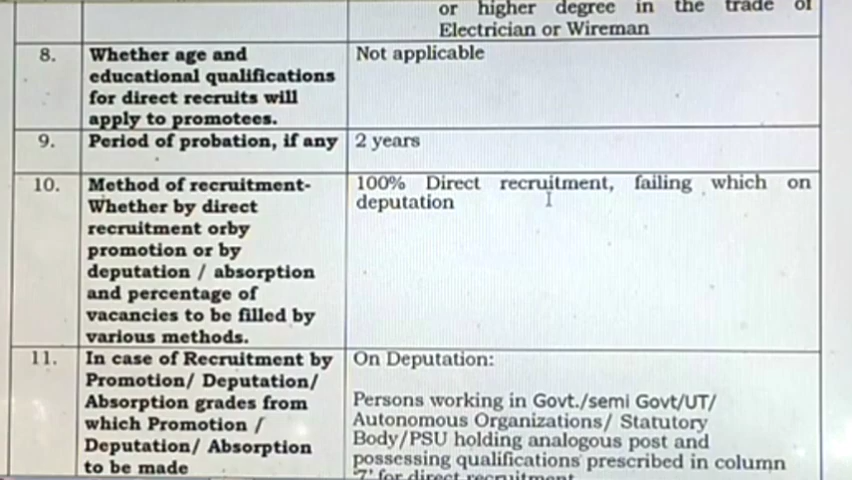 or higher degree in the trade of
Electrician or Wireman
8. Whether age and Not applicable
educational qualifications
for direct recruits will
apply to promotees.
9. Period of probation, if any 2 years
10. Method of recruitment- 100% Direct recruitment, failing which on
Whether by direct deputation
recruitment orby
promotion or by
deputation / absorption
and percentage of
vacancies to be filled by
various methods.
11. In case of Recruitment by On Deputation:
Promotion/ Deputation/
Absorption grades from Persons working in Govt./semi Govt/UT/
which Promotion / Autonomous Organizations/ Statutory
Deputation/ Absorption Body/PSU holding analogous post and
to be made possessing qualifications prescribed in column
'7' for direct recruitment